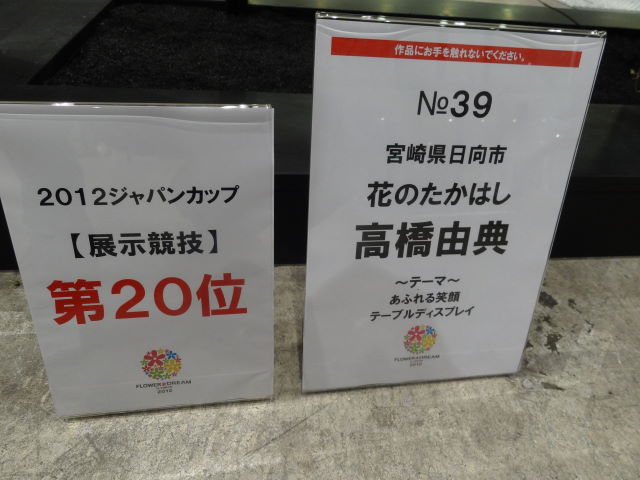 2012ジャパンカップ
【展示競技】
第20位
FLOWER DREAM
2012
作品にお手を触れないでください。
№39
宮崎県日向市
花のたかはし
高橋由典
～テーマ～
あふれる笑顔
テーブルディスプレイ
FLOWER DREAM
2012